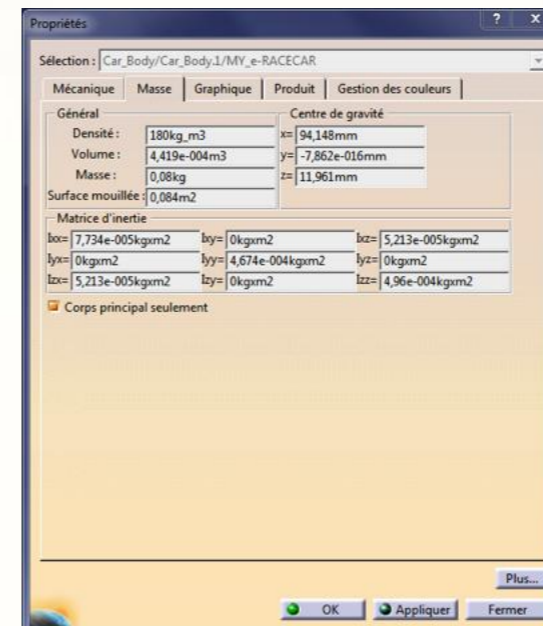 Propriétés
? X
Sélection : Car_Body/Car_Body.1/MY_e-RACECAR
Mécanique Masse Graphique Produit Gestion des couleurs
Général
Densité : 180kg_m3
Volume : 4,419e-004m3
Masse : 0,08kg
Surface mouillée : 0,084m2
Centre de gravité
x= 94,148mm
y= -7,862e-016mm
z= 11,961mm
Matrice d'inertie
Ixx= 7,734e-005kgxm2 Ixy= 0kgxm2 Ixz= 5,213e-005kgxm2
Iyx= 0kgxm2 Iyy= 4,674e-004kgxm2 Iyz= 0kgxm2
Izx= 5,213e-005kgxm2 Izy= 0kgxm2 Izz= 4,96e-004kgxm2
Corps principal seulement
Plus...
OK Appliquer Fermer